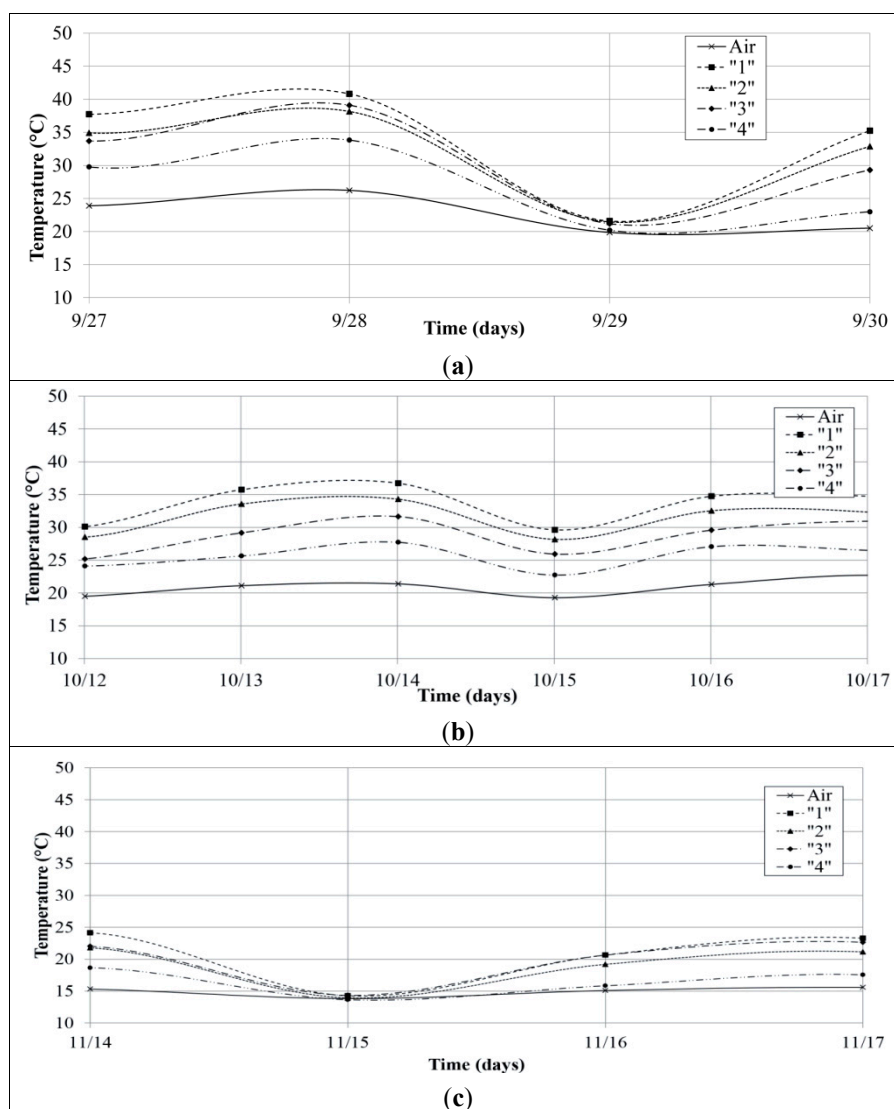 50
45
40
35
30
25
20
15
10
Temperature (°C)
Air
"1"
"2"
"3"
"4"
9/27 9/28 9/29 9/30
Time (days)
(a)
50
45
40
35
30
25
20
15
10
Temperature (°C)
Air
"1"
"2"
"3"
"4"
10/12 10/13 10/14 10/15 10/16 10/17
Time (days)
(b)
50
45
40
35
30
25
20
15
10
Temperature (°C)
Air
"1"
"2"
"3"
"4"
11/14 11/15 11/16 11/17
Time (days)
(c)